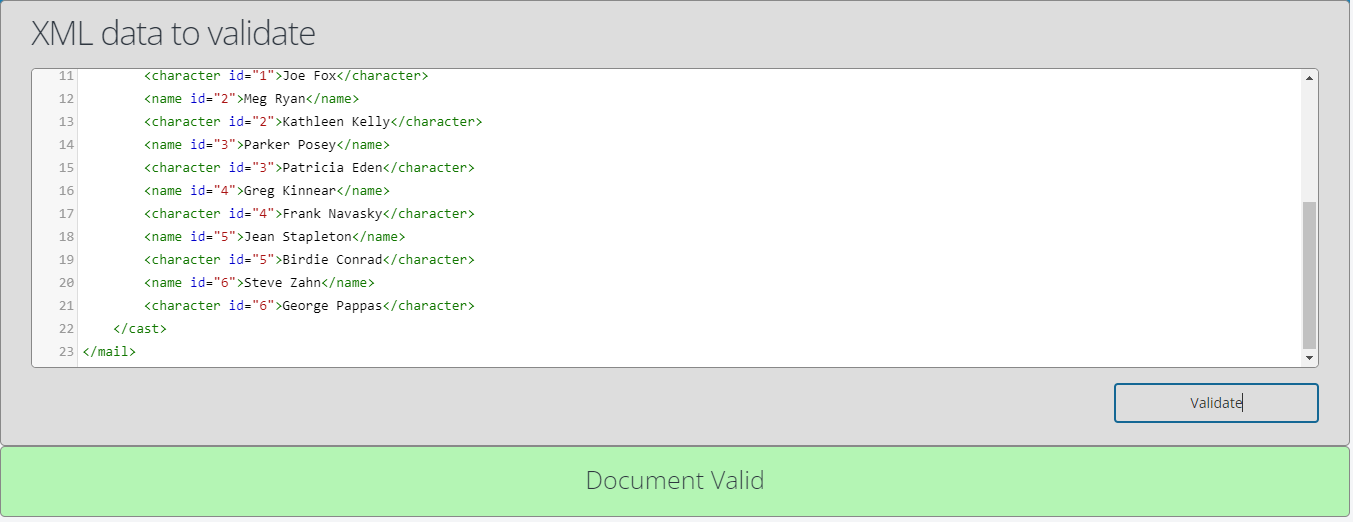 XML data to validate
11 <character id="1">Joe Fox</character>
12 <name id="2">Meg Ryan</name>
13 <character id="2">Kathleen Kelly</character>
14 <name id="3">Parker Posey</name>
15 <character id="3">Patricia Eden</character>
16 <name id="4">Greg Kinnear</name>
17 <character id="4">Frank Navasky</character>
18 <name id="5">Jean Stapleton</name>
19 <character id="5">Birdie Conrad</character>
20 <name id="6">Steve Zahn</name>
21 <character id="6">George Pappas</character>
22 </cast>
23 </mail>
Validate
Document Valid